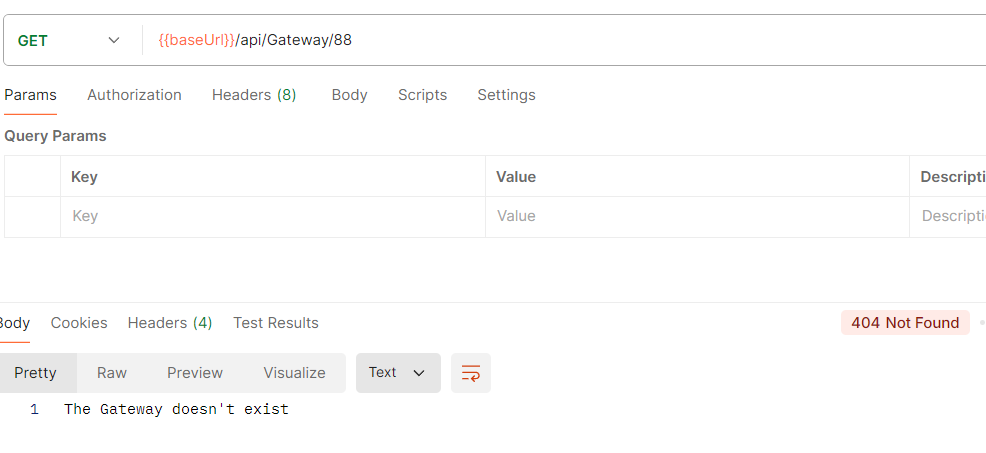 GET {{baseUrl}}/api/Gateway/88
Params Authorization Headers (8) Body Scripts Settings
Query Params
Key Value Descripti
Key Value Descripti
Body Cookies Headers (4) Test Results 404 Not Found
Pretty Raw Preview Visualize Text
1 The Gateway doesn't exist